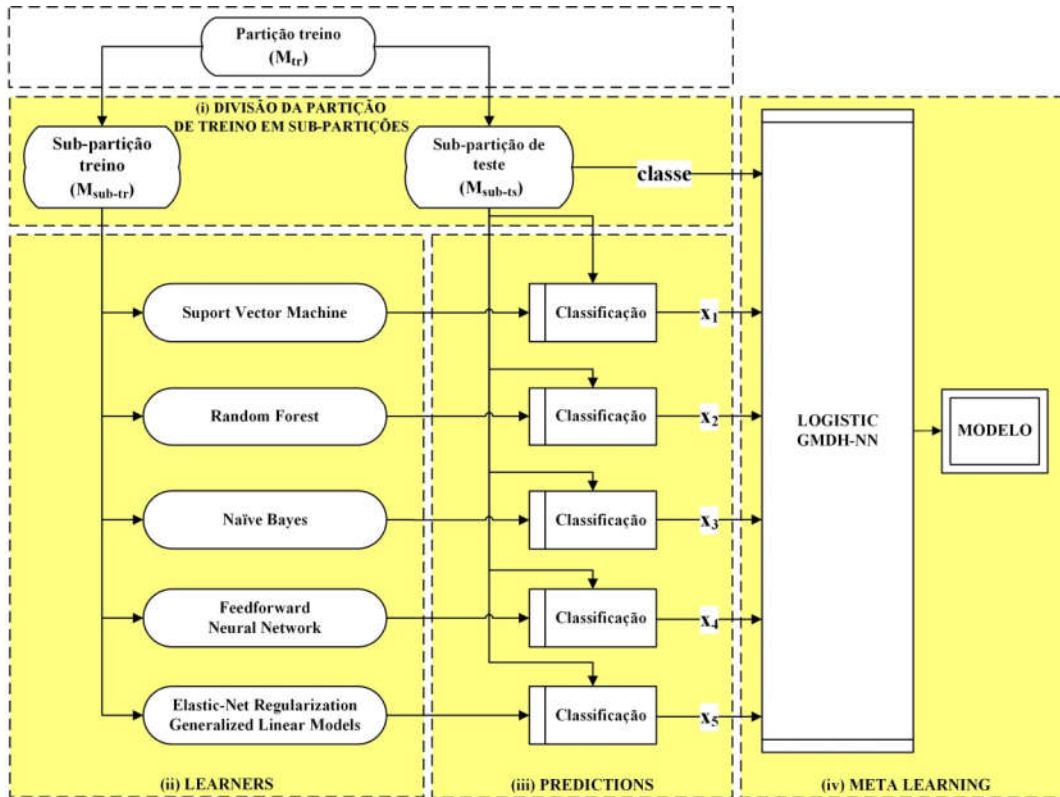 Partição treino
(Mtr)
(i) DIVISÃO DA PARTIÇÃO
DE TREINO EM SUB-PARTIÇÕES
Sub-partição
treino
(Msub-tr)
Sub-partição de
teste
(Msub-ts)
classe
Suport Vector Machine
Classificação
x1
Random Forest
Classificação
x2
Naïve Bayes
Classificação
x3
Feedforward
Neural Network
Classificação
x4
Elastic-Net Regularization
Generalized Linear Models
Classificação
x5
LOGISTIC
GMDH-NN
MODELO
(ii) LEARNERS
(iii) PREDICTIONS
(iv) META LEARNING